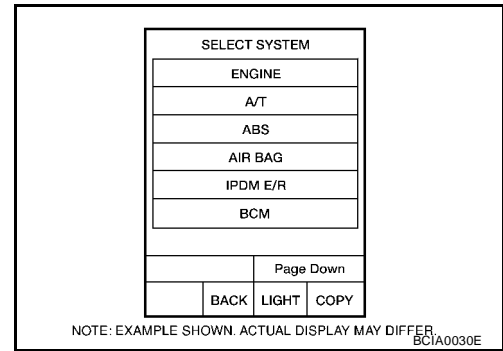 SELECT SYSTEM
ENGINE
A/T
ABS
AIR BAG
IPDM E/R
BCM
Page Down
BACK LIGHT COPY
NOTE: EXAMPLE SHOWN. ACTUAL DISPLAY MAY DIFFER.
BCIA0030E